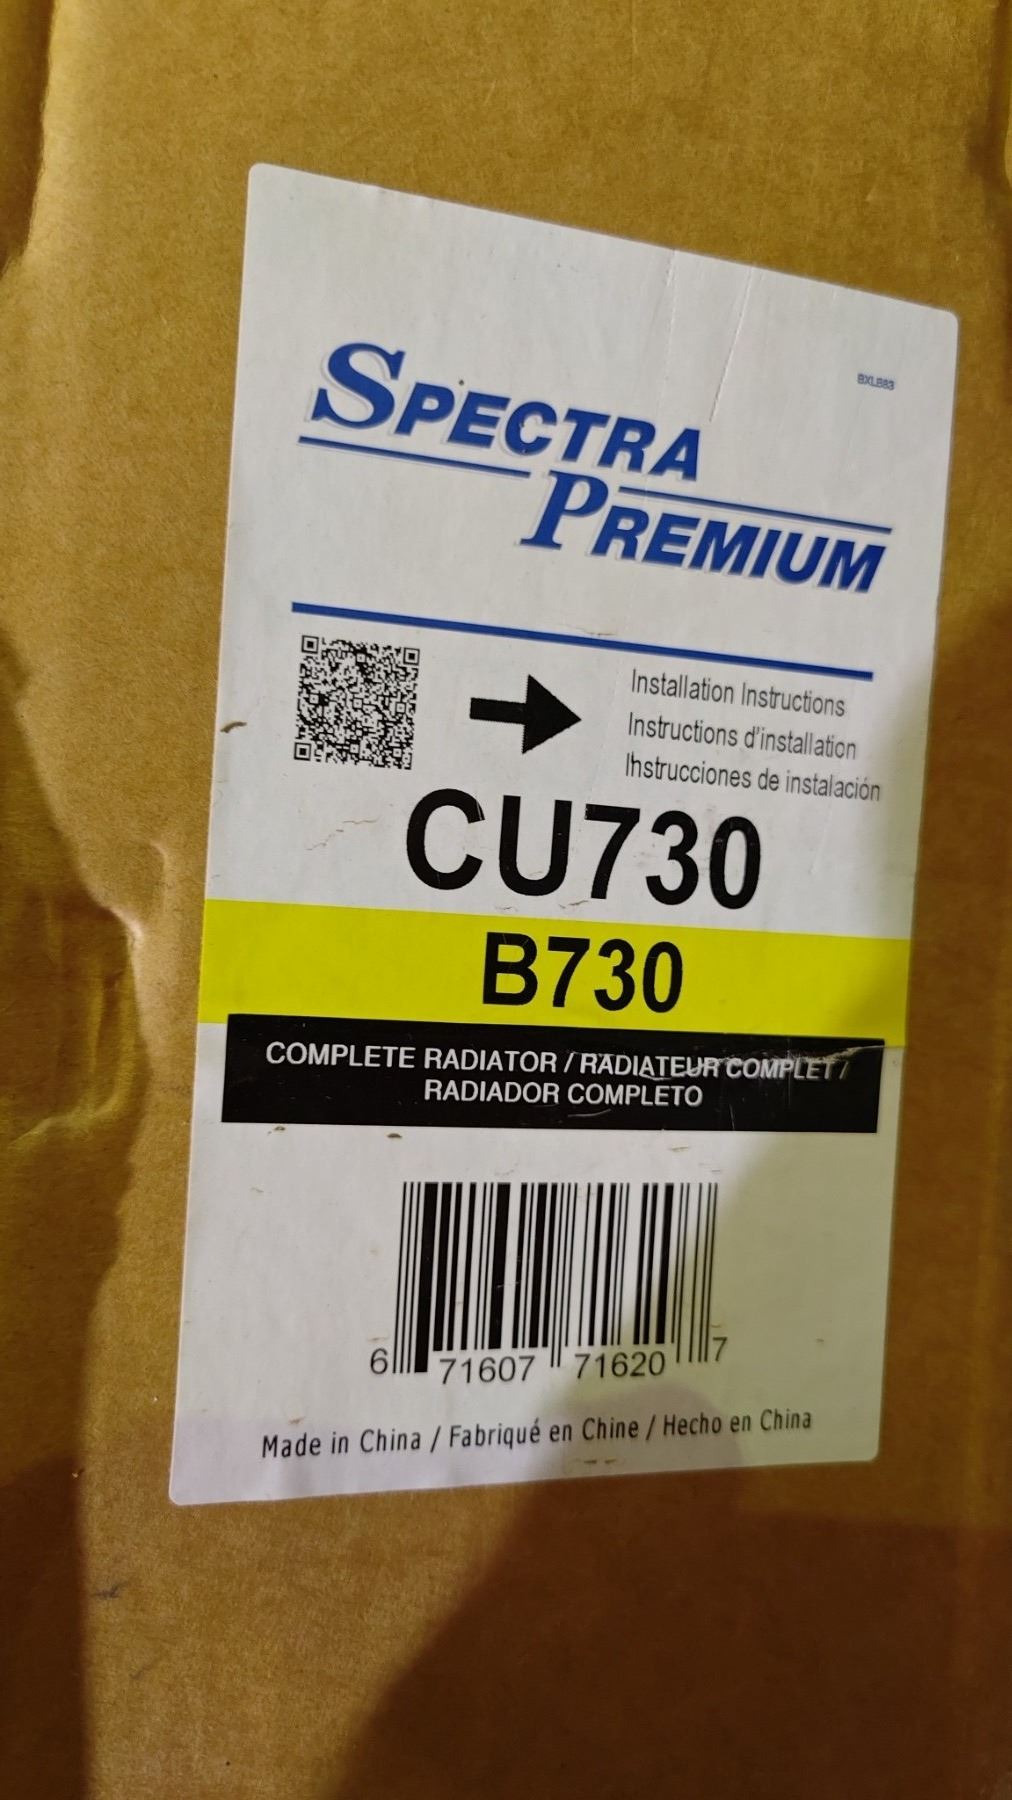 BXLB83
SPECTRA
PREMIUM
Installation Instructions
Instructions d'installation
Instrucciones de instalación
CU730
B730
COMPLETE RADIATOR / RADIATEUR COMPLET /
RADIADOR COMPLETO
6 71607 71620 7
Made in China / Fabriqué en Chine / Hecho en China